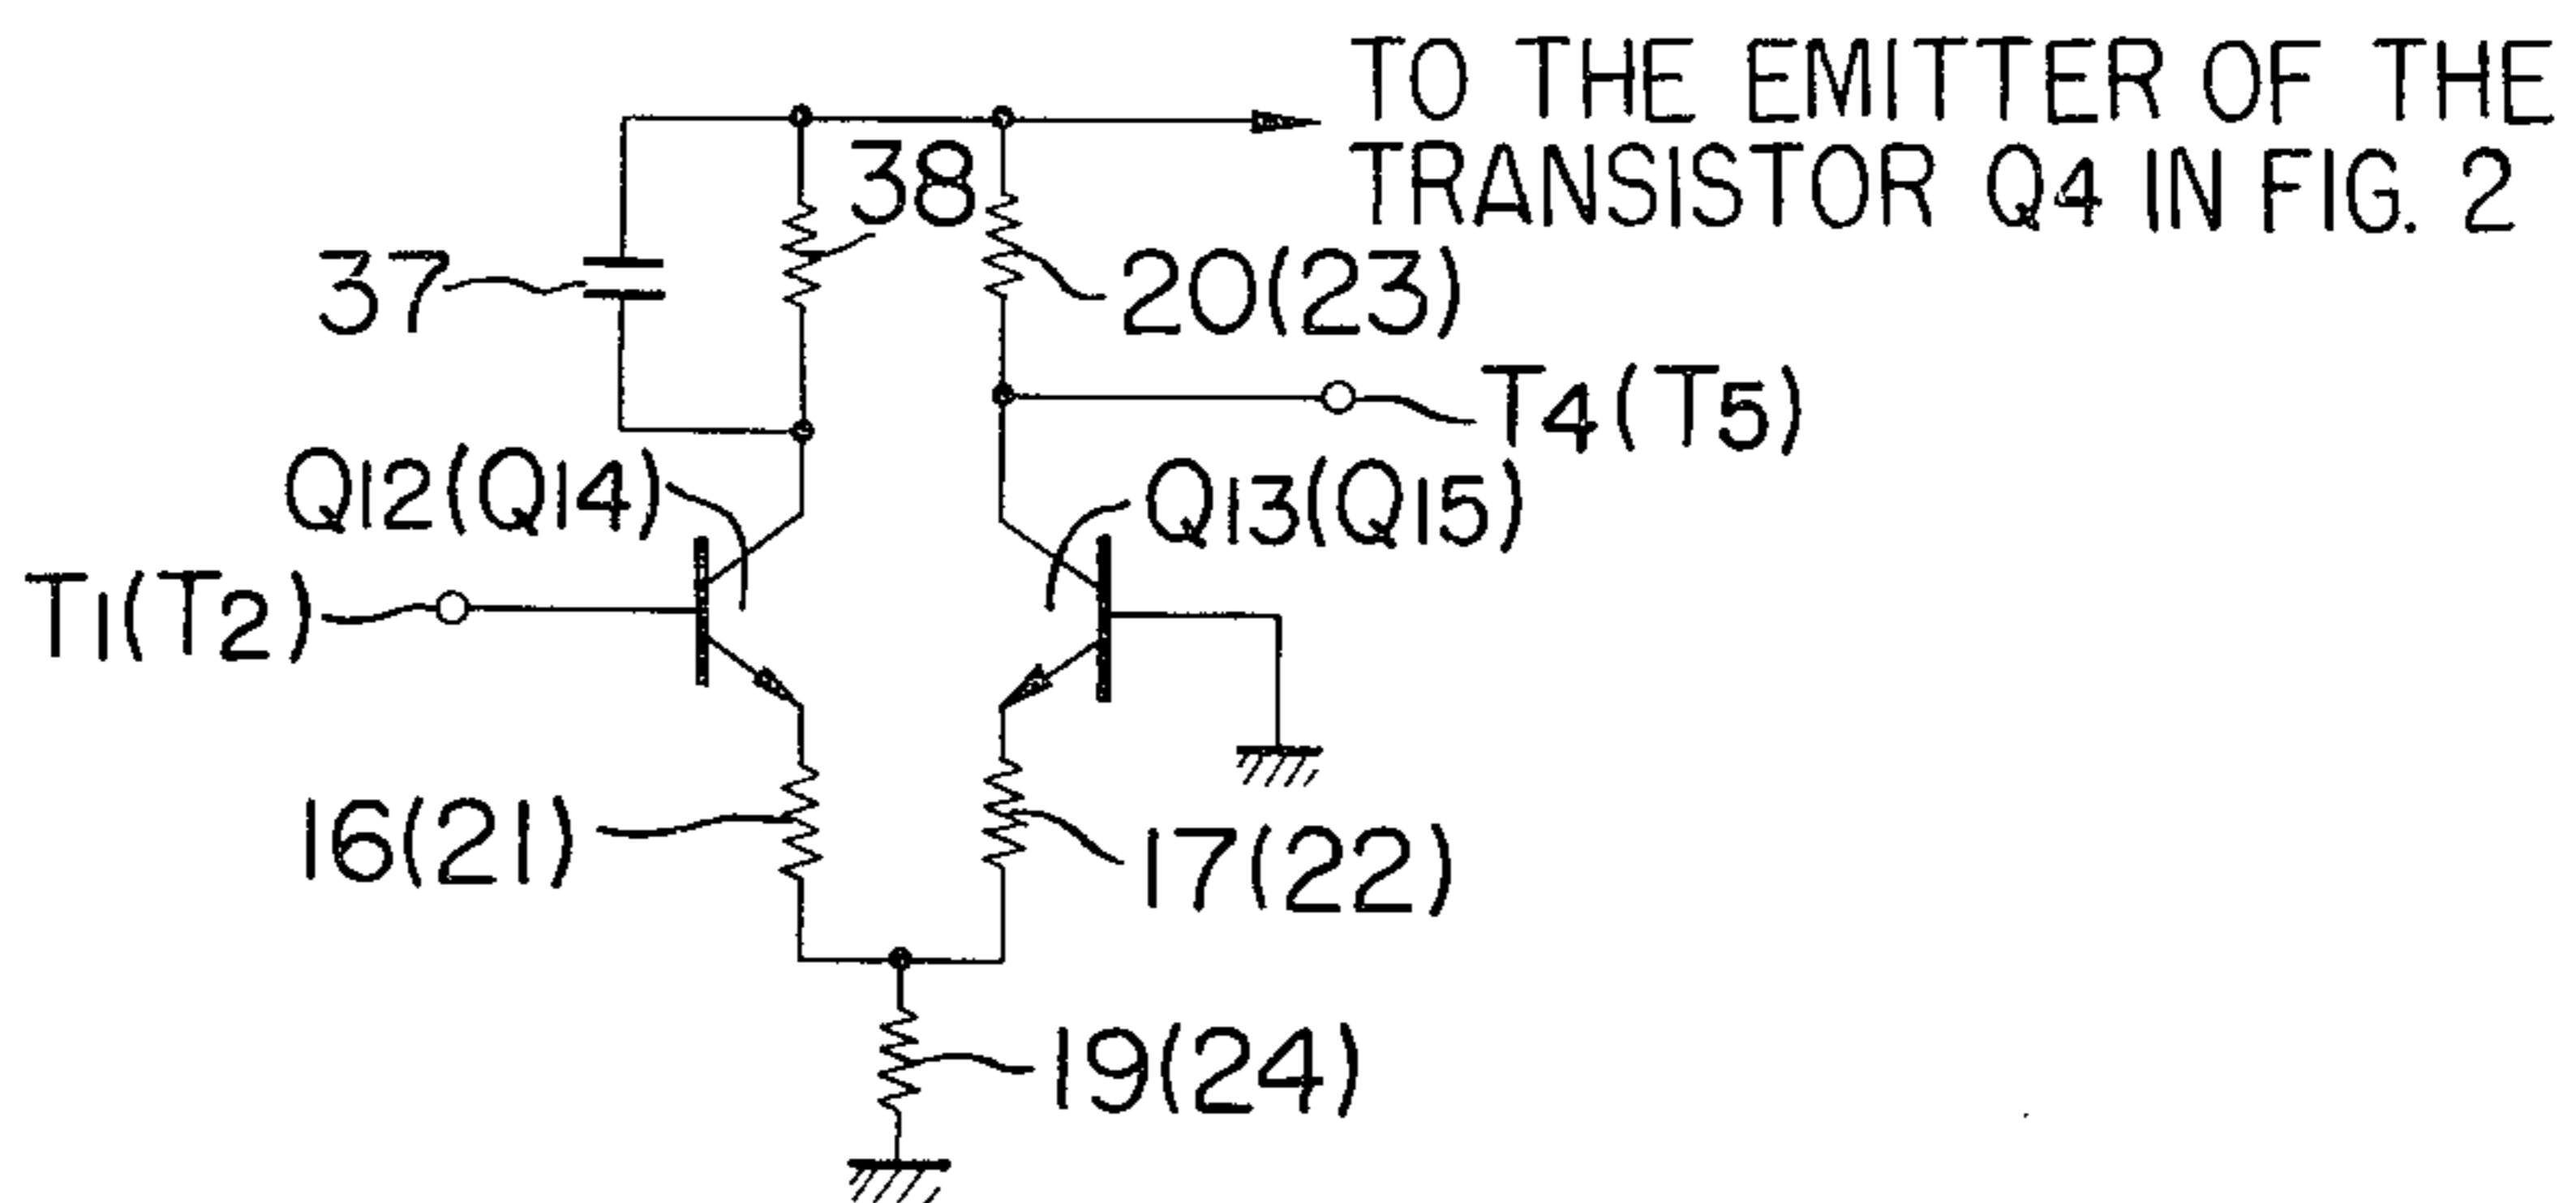 TO THE EMITTER OF THE
TRANSISTOR Q4 IN FIG. 2
38
37
20(23)
T4(T5)
Q12(Q14)
Q13(Q15)
T1(T2)
16(21)
17(22)
19(24)